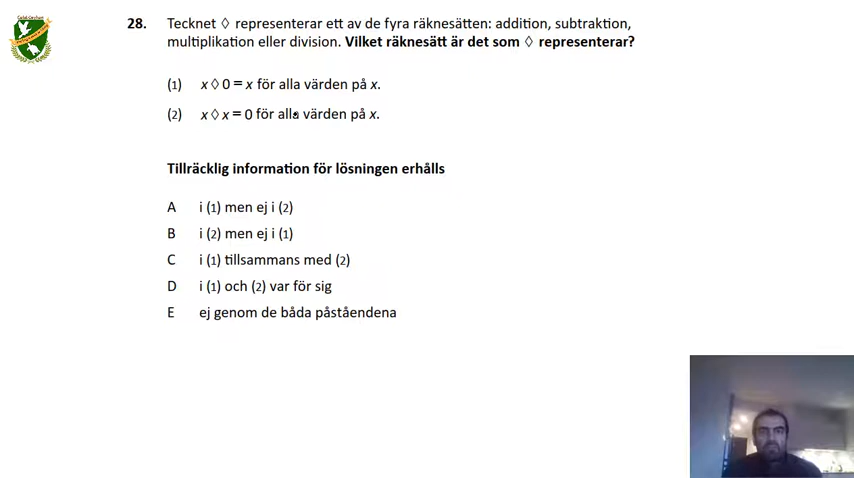 28. Tecknet ◊ representerar ett av de fyra räknesätten: addition, subtraktion,
multiplikation eller division. Vilket räknesätt är det som ◊ representerar?
(1) x ◊ 0 = x för alla värden på x.
(2) x ◊ x = 0 för alla värden på x.
Tillräcklig information för lösningen erhålls
A i (1) men ej i (2)
B i (2) men ej i (1)
C i (1) tillsammans med (2)
D i (1) och (2) var för sig
E ej genom de båda påståendena